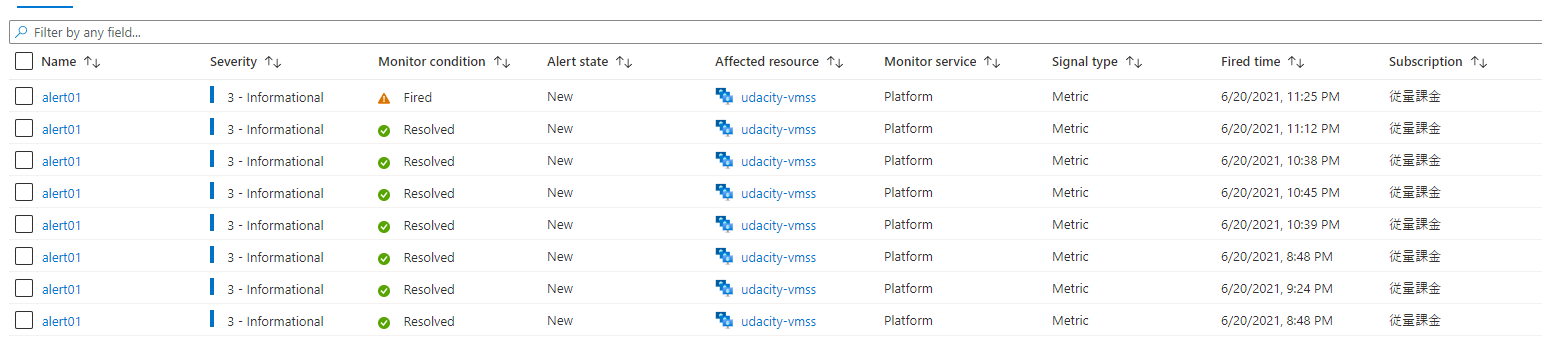 Filter by any field...
Name Severity Monitor condition Alert state Affected resource Monitor service Signal type Fired time Subscription
alert01 3 - Informational Fired New udacity-vmss Platform Metric 6/20/2021, 11:25 PM 従量課金
alert01 3 - Informational Resolved New udacity-vmss Platform Metric 6/20/2021, 11:12 PM 従量課金
alert01 3 - Informational Resolved New udacity-vmss Platform Metric 6/20/2021, 10:38 PM 従量課金
alert01 3 - Informational Resolved New udacity-vmss Platform Metric 6/20/2021, 10:45 PM 従量課金
alert01 3 - Informational Resolved New udacity-vmss Platform Metric 6/20/2021, 10:39 PM 従量課金
alert01 3 - Informational Resolved New udacity-vmss Platform Metric 6/20/2021, 8:48 PM 従量課金
alert01 3 - Informational Resolved New udacity-vmss Platform Metric 6/20/2021, 9:24 PM 従量課金
alert01 3 - Informational Resolved New udacity-vmss Platform Metric 6/20/2021, 8:48 PM 従量課金